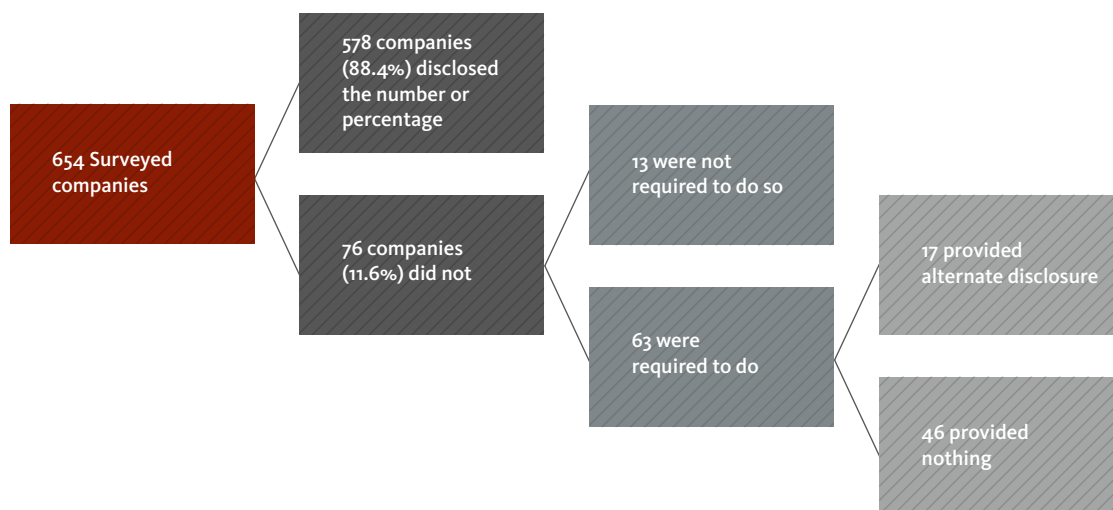 654 Surveyed
companies
578 companies
(88.4%) disclosed
the number or
percentage
76 companies
(11.6%) did not
13 were not
required to do so
63 were
required to do
17 provided
alternate disclosure
46 provided
nothing